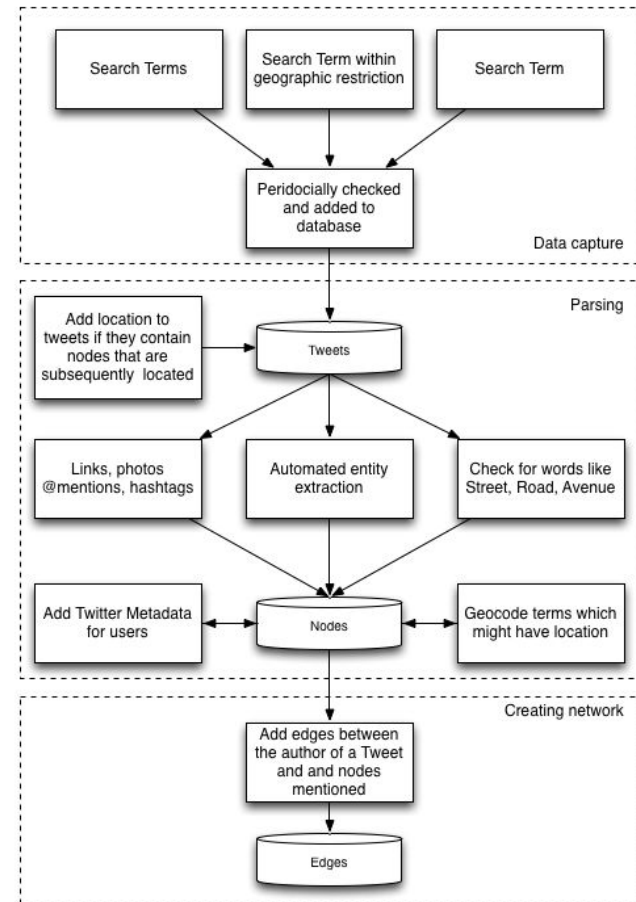 Search Terms
Search Term within
geographic restriction
Search Term
Peridocially checked
and added to
database
Data capture
Parsing
Add location to
tweets if they contain
nodes that are
subsequently located
Tweets
Links, photos
@mentions, hashtags
Automated entity
extraction
Check for words like
Street, Road, Avenue
Add Twitter Metadata
for users
Nodes
Geocode terms which
might have location
Creating network
Add edges between
the author of a Tweet
and and nodes
mentioned
Edges